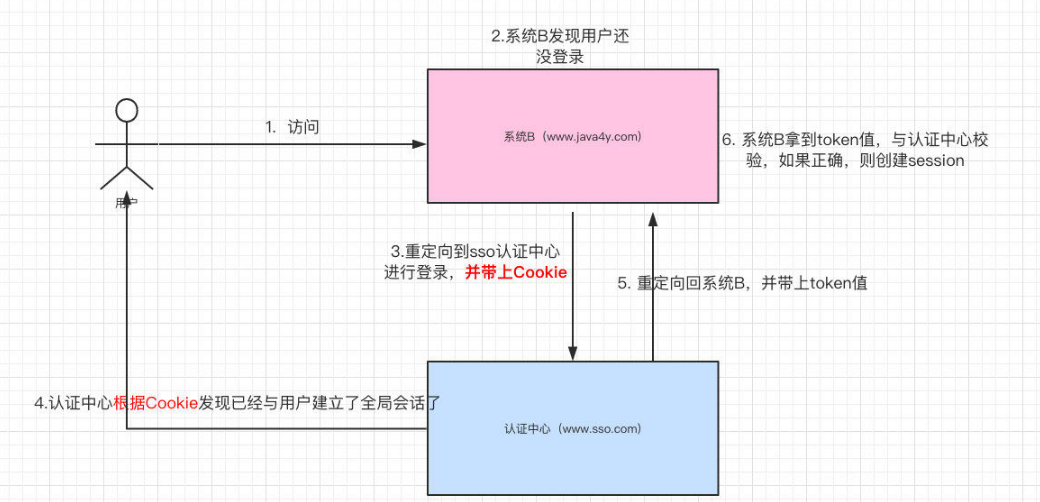 2.系统B发现用户还
没登录
1. 访问
系统B（www.java4y.com）
6. 系统B拿到token值，与认证中心校
验，如果正确，则创建session
用户
3.重定向到sso认证中心
进行登录，并带上Cookie
5. 重定向回系统B，并带上token值
4.认证中心根据Cookie发现已经与用户建立了全局会话了
认证中心（www.sso.com）